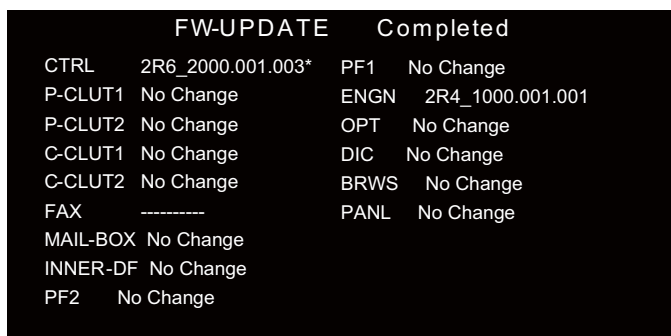 FW-UPDATE Completed
CTRL 2R6_2000.001.003* PF1 No Change
P-CLUT1 No Change ENGN 2R4_1000.001.001
P-CLUT2 No Change OPT No Change
C-CLUT1 No Change DIC No Change
C-CLUT2 No Change BRWS No Change
FAX ---------- PANL No Change
MAIL-BOX No Change
INNER-DF No Change
PF2 No Change